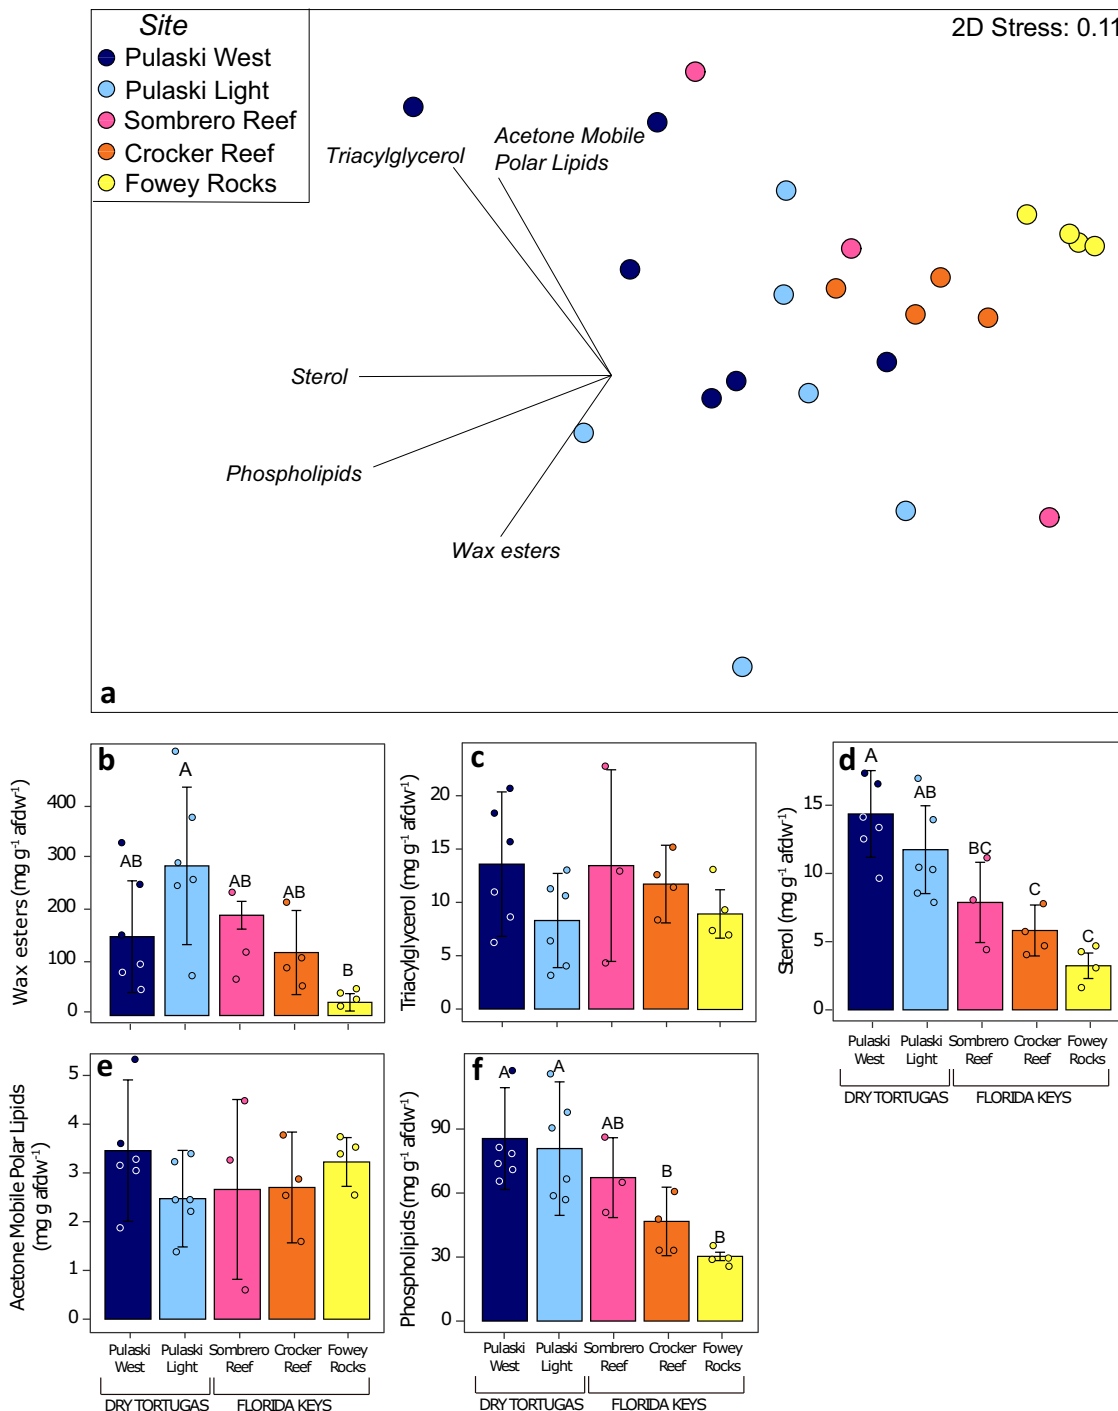 Site
Pulaski West
Pulaski Light
Sombrero Reef
Crocker Reef
Fowey Rocks
2D Stress: 0.11
Triacylglycerol
Acetone Mobile
Polar Lipids
Sterol
Phospholipids
Wax esters
a
b
Wax esters (mg g⁻¹ afdw⁻¹)
400
300
200
100
0
AB
A
AB
AB
B
c
Triacylglycerol (mg g⁻¹ afdw⁻¹)
20
15
10
5
0
d
Sterol (mg g⁻¹ afdw⁻¹)
15
10
5
0
A
AB
BC
C
C
Pulaski West
Pulaski Light
Sombrero Reef
Crocker Reef
Fowey Rocks
DRY TORTUGAS
FLORIDA KEYS
e
Acetone Mobile Polar Lipids
(mg g afdw⁻¹)
5
4
3
2
1
0
Pulaski West
Pulaski Light
Sombrero Reef
Crocker Reef
Fowey Rocks
DRY TORTUGAS
FLORIDA KEYS
f
Phospholipids (mg g⁻¹ afdw⁻¹)
90
60
30
0
A
A
AB
B
B
Pulaski West
Pulaski Light
Sombrero Reef
Crocker Reef
Fowey Rocks
DRY TORTUGAS
FLORIDA KEYS